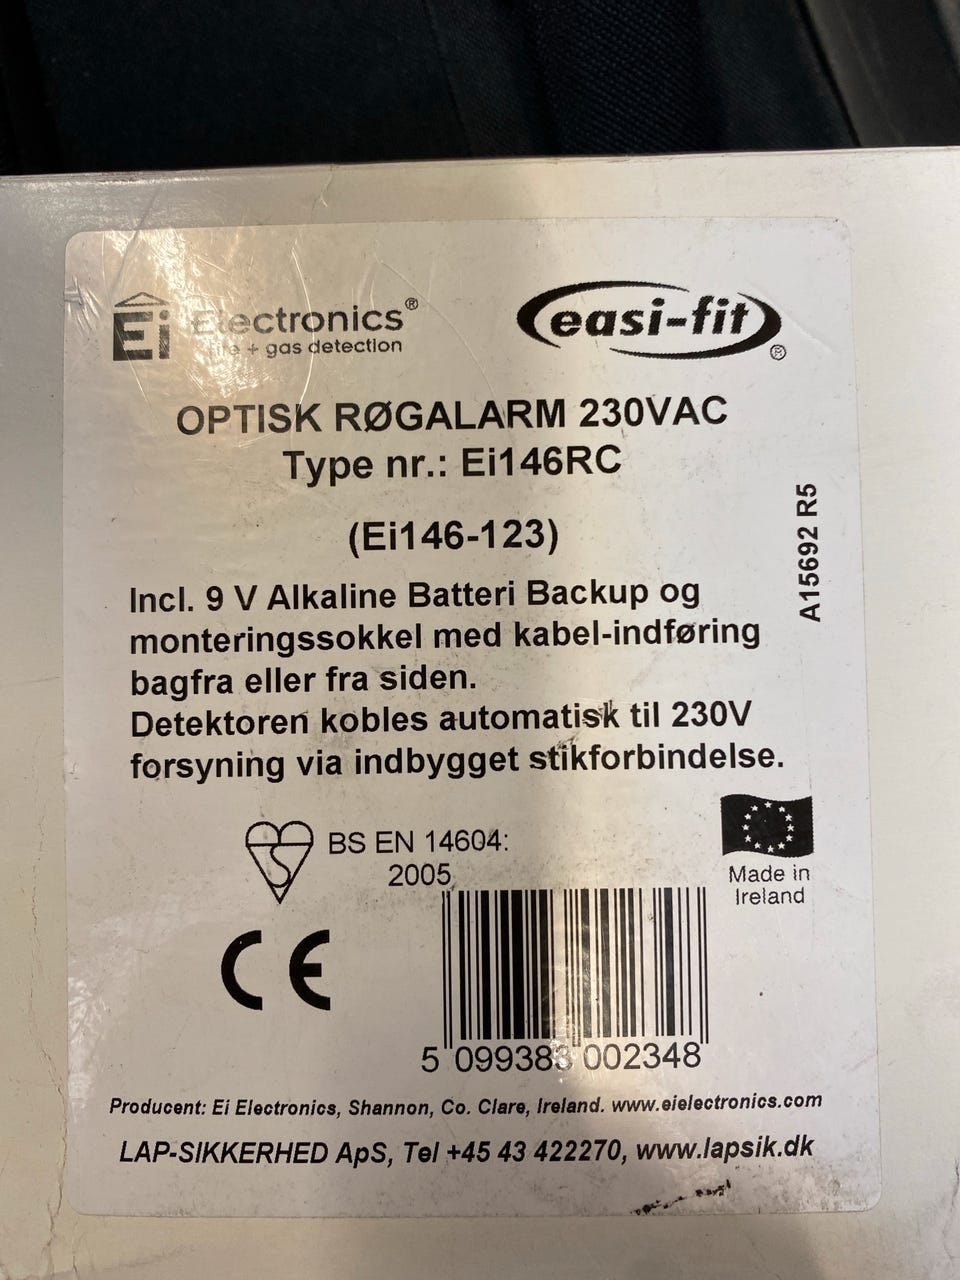 Ei Electronics®
fire + gas detection
easi-fit®
OPTISK RØGALARM 230VAC
Type nr.: Ei146RC
(Ei146-123)
A15692 R5
Incl. 9 V Alkaline Batteri Backup og
monteringssokkel med kabel-indføring
bagfra eller fra siden.
Detektoren kobles automatisk til 230V
forsyning via indbygget stikforbindelse.
BS EN 14604:
2005
Made in
Ireland
CE
5 099383 002348
Producent: Ei Electronics, Shannon, Co. Clare, Ireland. www.eielectronics.com
LAP-SIKKERHED ApS, Tel +45 43 422270, www.lapsik.dk